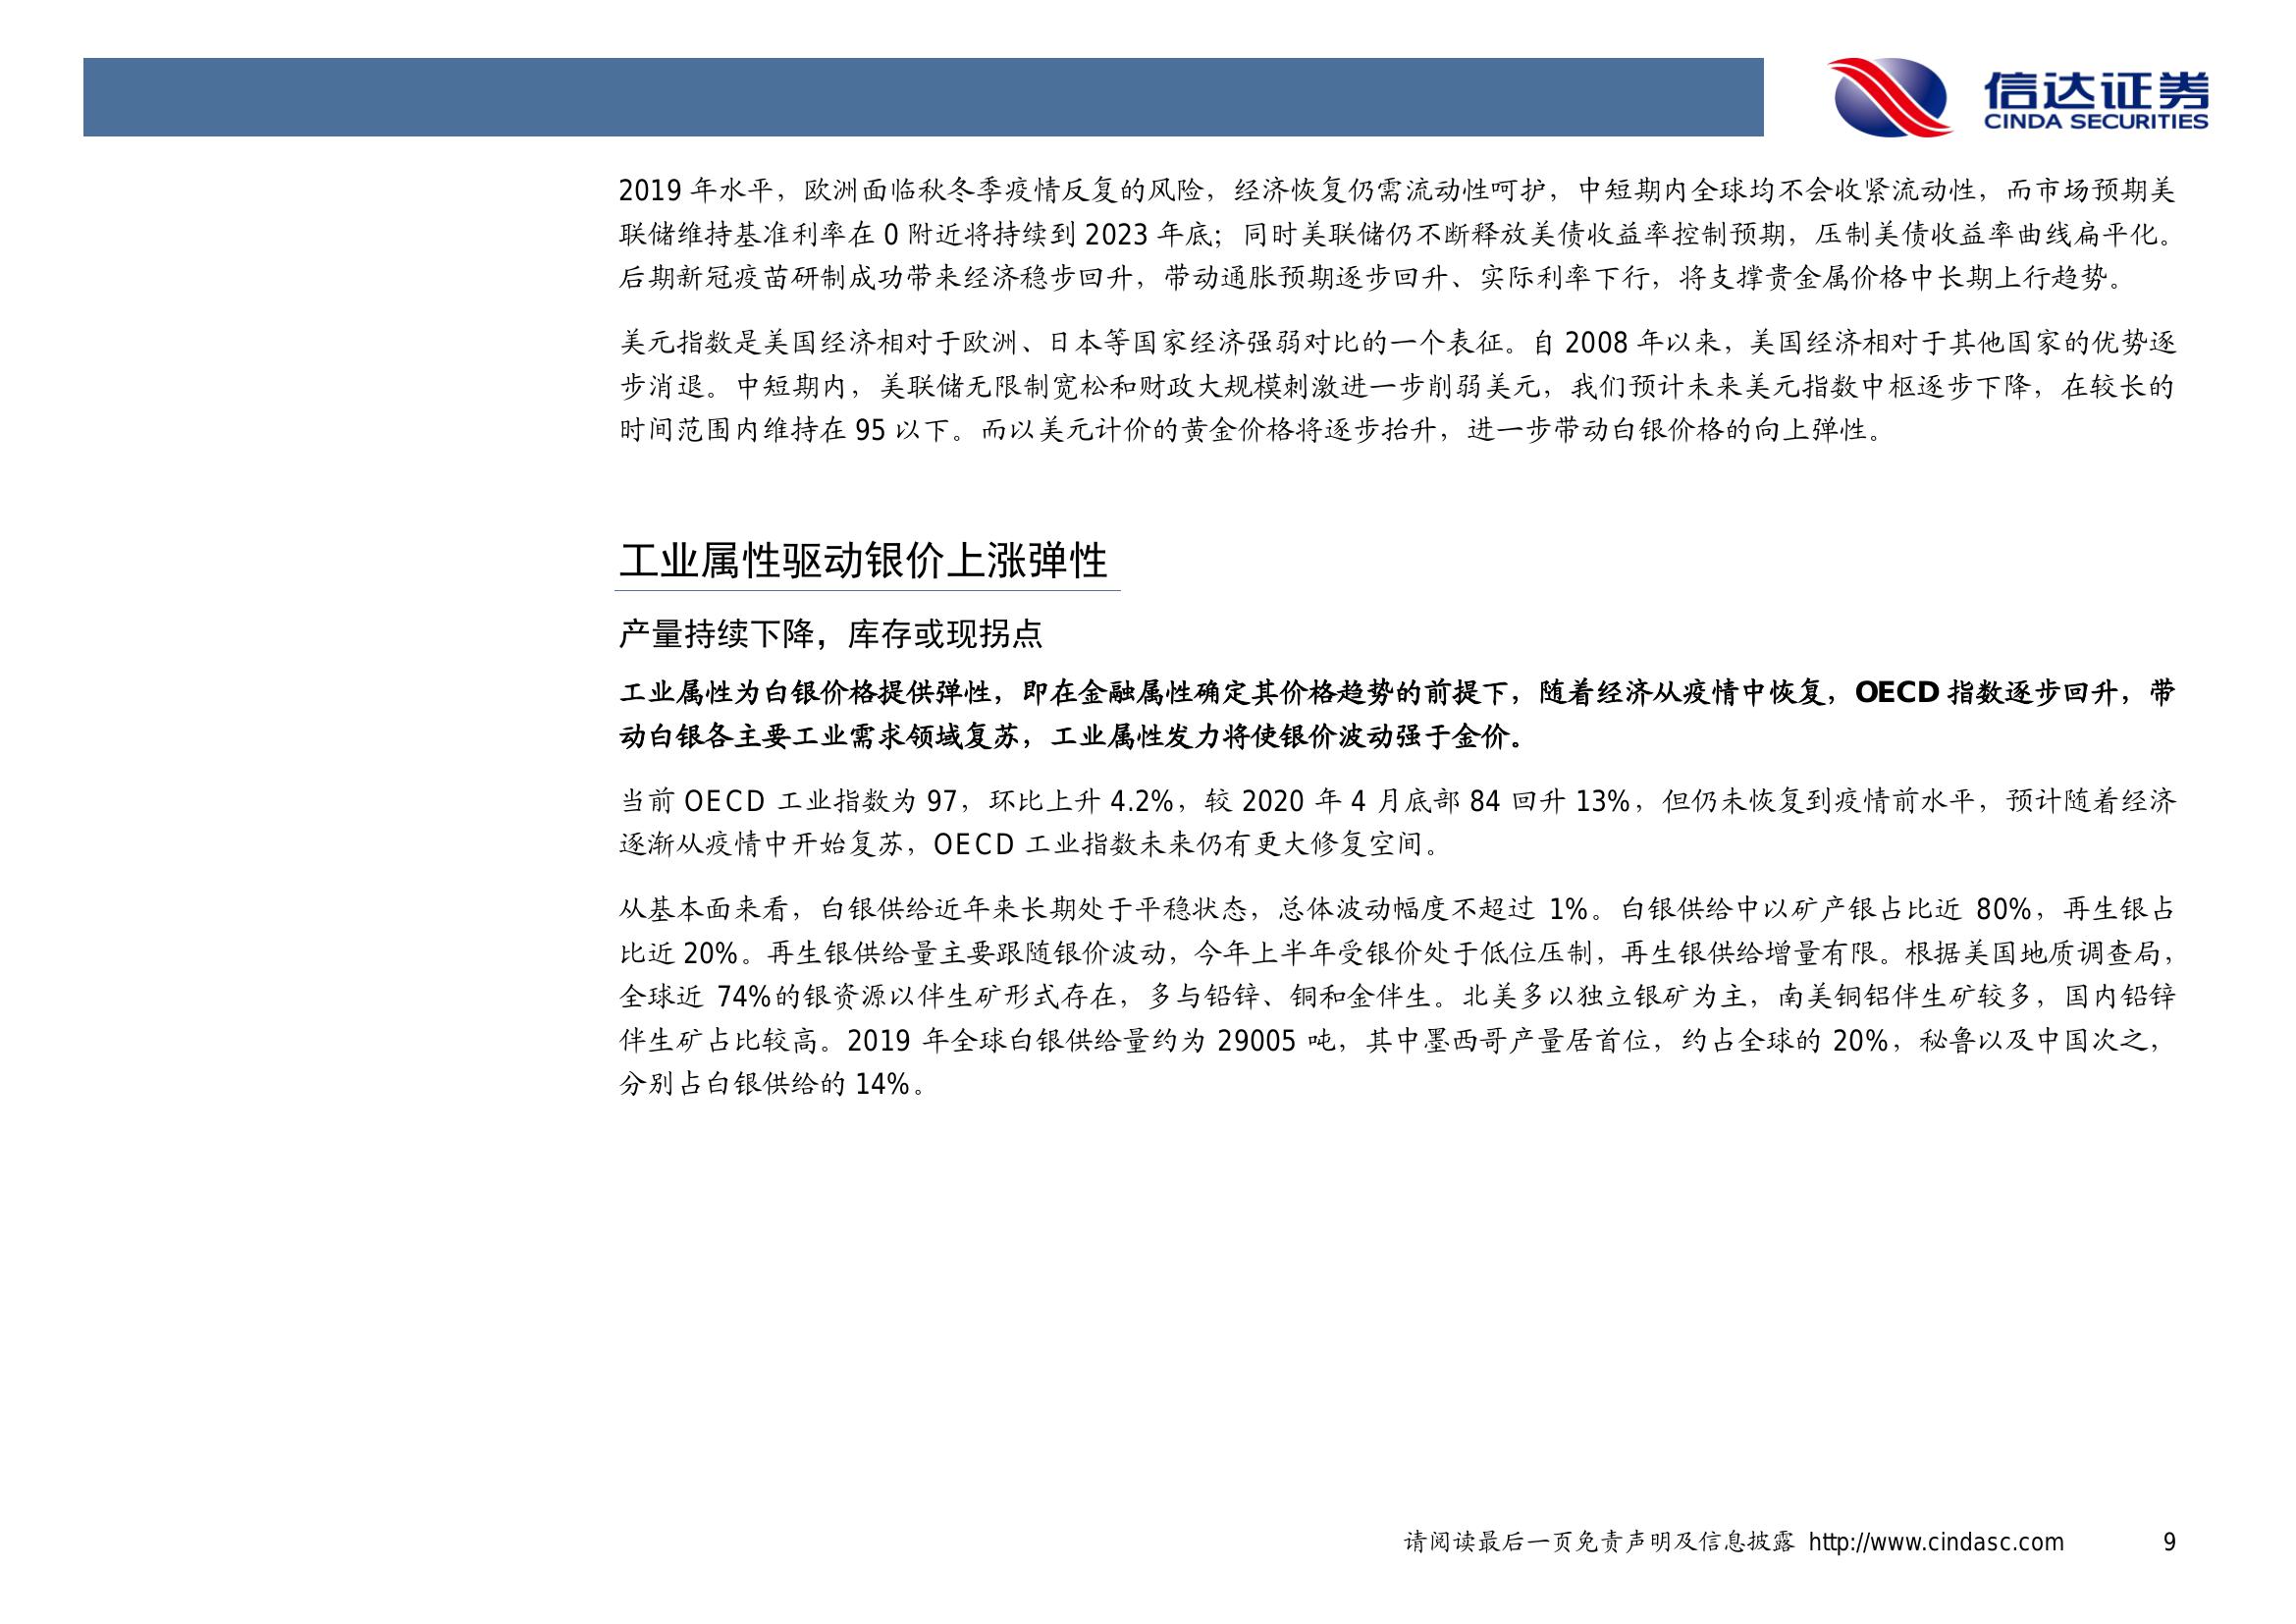 信达证券
CINDA SECURITIES
2019 年水平，欧洲面临秋冬季疫情反复的风险，经济恢复仍需流动性呵护，中短期内全球均不会收紧流动性，而市场预期美
联储维持基准利率在 0 附近将持续到 2023 年底；同时美联储仍不断释放美债收益率控制预期，压制美债收益率曲线扁平化。
后期新冠疫苗研制成功带来经济稳步回升，带动通胀预期逐步回升、实际利率下行，将支撑贵金属价格中长期上行趋势。
美元指数是美国经济相对于欧洲、日本等国家经济强弱对比的一个表征。自 2008 年以来，美国经济相对于其他国家的优势逐
步消退。中短期内，美联储无限制宽松和财政大规模刺激进一步削弱美元，我们预计未来美元指数中枢逐步下降，在较长的
时间范围内维持在 95 以下。而以美元计价的黄金价格将逐步抬升，进一步带动白银价格的向上弹性。
工业属性驱动银价上涨弹性
产量持续下降，库存或现拐点
工业属性为白银价格提供弹性，即在金融属性确定其价格趋势的前提下，随着经济从疫情中恢复，OECD 指数逐步回升，带
动白银各主要工业需求领域复苏，工业属性发力将使银价波动强于金价。
当前 OECD 工业指数为 97，环比上升 4.2%，较 2020 年 4 月底部 84 回升 13%，但仍未恢复到疫情前水平，预计随着经济
逐渐从疫情中开始复苏，OECD 工业指数未来仍有更大修复空间。
从基本面来看，白银供给近年来长期处于平稳状态，总体波动幅度不超过 1%。白银供给中以矿产银占比近 80%，再生银占
比近 20%。再生银供给量主要跟随银价波动，今年上半年受银价处于低位压制，再生银供给增量有限。根据美国地质调查局，
全球近 74%的银资源以伴生矿形式存在，多与铅锌、铜和金伴生。北美多以独立银矿为主，南美铜铝伴生矿较多，国内铅锌
伴生矿占比较高。2019 年全球白银供给量约为 29005 吨，其中墨西哥产量居首位，约占全球的 20%，秘鲁以及中国次之，
分别占白银供给的 14%。
请阅读最后一页免责声明及信息披露 http://www.cindasc.com 9